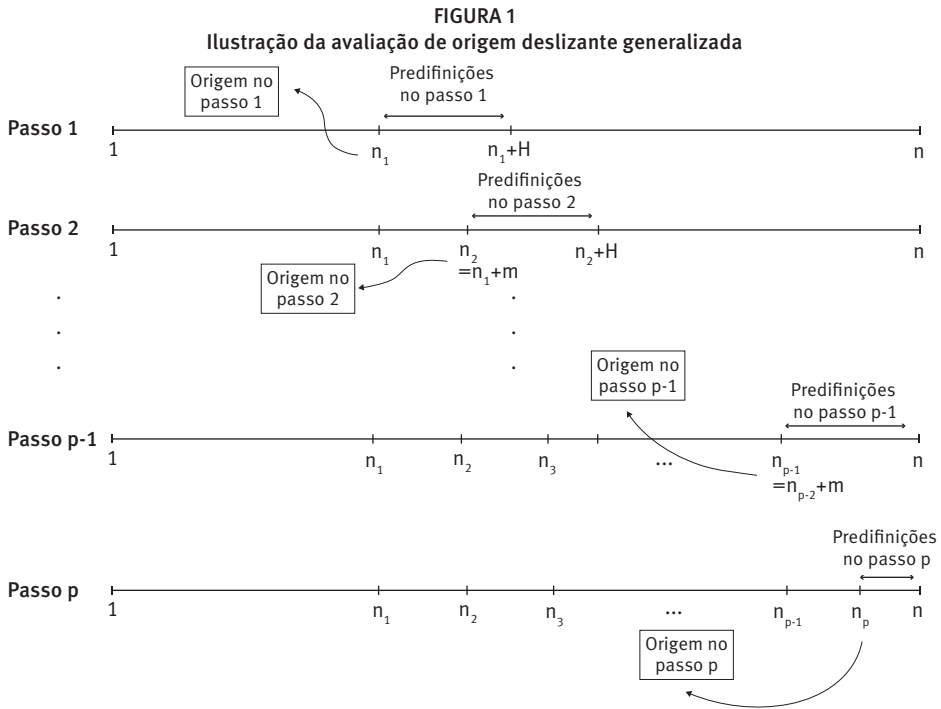 FIGURA 1
Ilustração da avaliação de origem deslizante generalizada
Origem no
passo 1
Predifinições
no passo 1
Passo 1
1
n₁
n₁+H
n
Predifinições
no passo 2
Passo 2
1
n₁
n₂
=n₁+m
n₂+H
n
Origem no
passo 2
.
.
.
.
.
.
Origem no
passo p-1
Predifinições
no passo p-1
Passo p-1
1
n₁
n₂
n₃
...
nₚ₋₁
=nₚ₋₂+m
n
Predifinições
no passo p
Passo p
1
n₁
n₂
n₃
...
nₚ₋₁
nₚ
n
Origem no
passo p